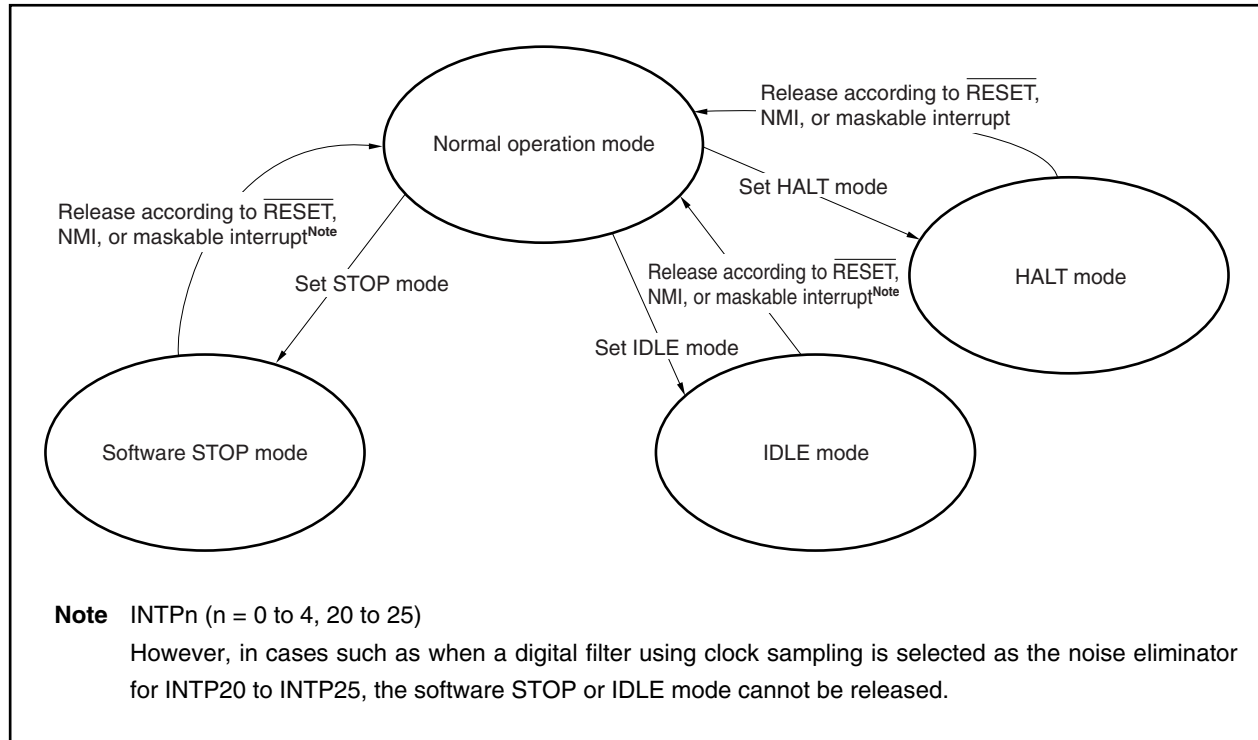 Normal operation mode
Release according to RESET,
NMI, or maskable interrupt
Set HALT mode
HALT mode
Release according to RESET,
NMI, or maskable interruptNote
Set STOP mode
Software STOP mode
Release according to RESET,
NMI, or maskable interruptNote
Set IDLE mode
IDLE mode
Note INTPn (n = 0 to 4, 20 to 25)
However, in cases such as when a digital filter using clock sampling is selected as the noise eliminator
for INTP20 to INTP25, the software STOP or IDLE mode cannot be released.